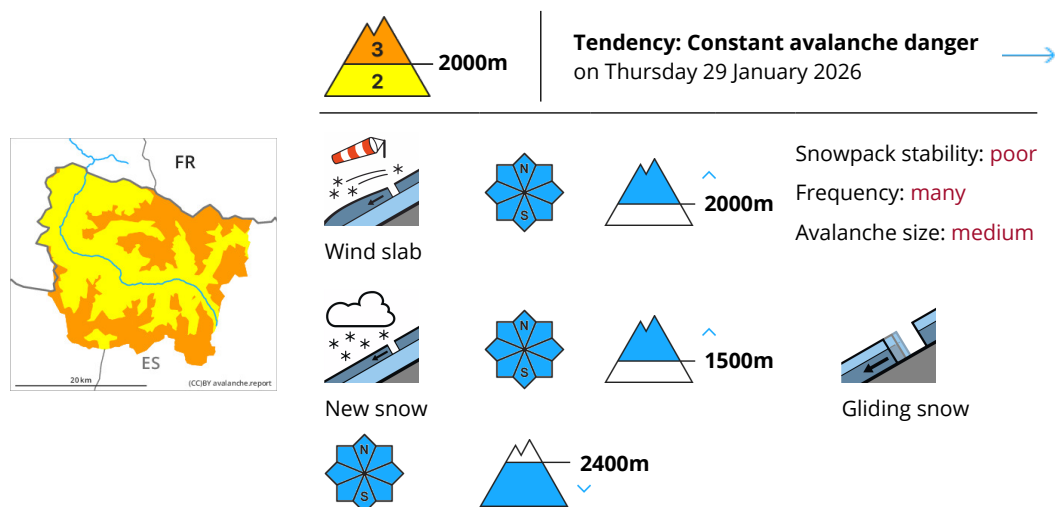 3
2
2000m
Tendency: Constant avalanche danger
on Thursday 29 January 2026
FR
ES
20 km
(CC)BY avalanche.report
Wind slab
N
S
2000m
Snowpack stability: poor
Frequency: many
Avalanche size: medium
New snow
N
S
1500m
Gliding snow
N
S
2400m